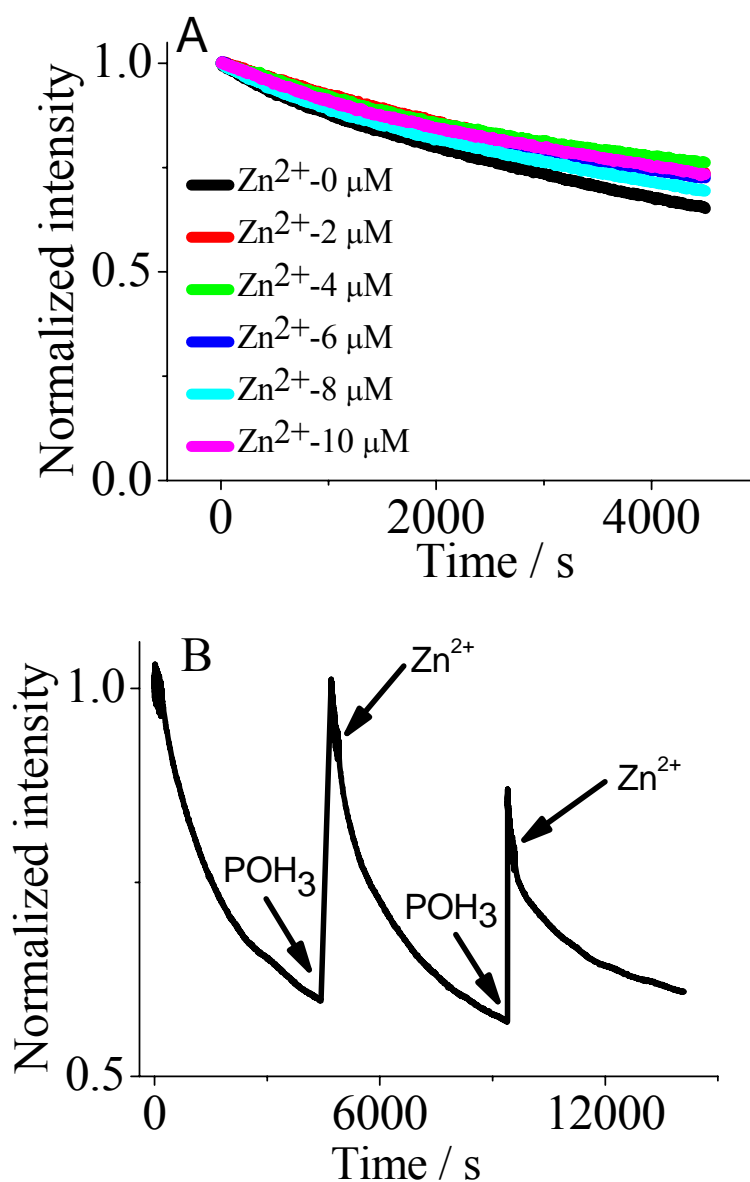 A
Normalized intensity
1.0
0.5
0.0
Zn²⁺-0 μM
Zn²⁺-2 μM
Zn²⁺-4 μM
Zn²⁺-6 μM
Zn²⁺-8 μM
Zn²⁺-10 μM
0 2000 4000
Time / s
B
Normalized intensity
1.0
0.5
Zn²⁺
Zn²⁺
POH₃
POH₃
0 6000 12000
Time / s